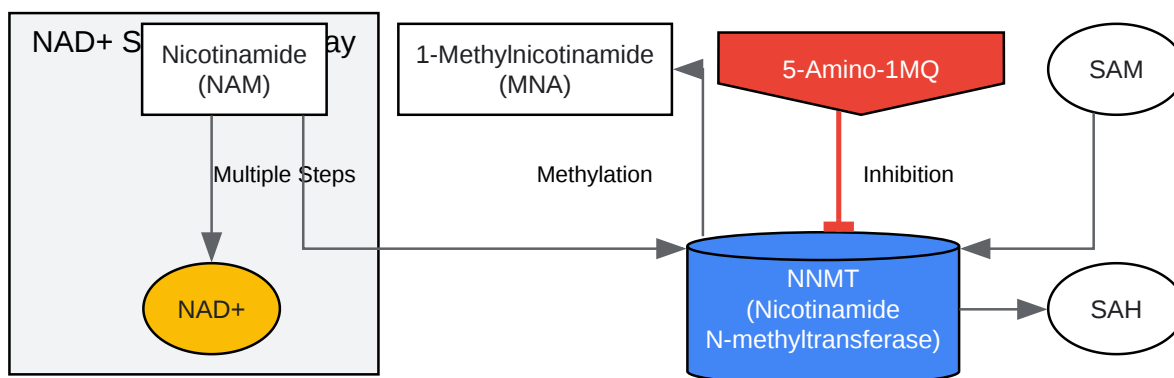 NAD+ S ay
Nicotinamide
(NAM)
1-Methylnicotinamide
(MNA)
5-Amino-1MQ
SAM
Multiple Steps
Methylation
Inhibition
NAD+
NNMT
(Nicotinamide
N-methyltransferase)
SAH